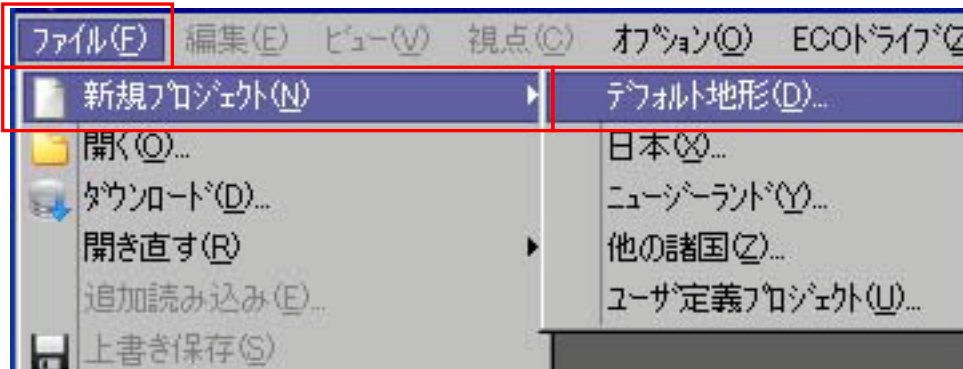 ファイル(F) 編集(E) ビュー(V) 視点(C) オプション(O) ECOドライブ(Z
新規プロジェクト(N)
デフォルト地形(D)...
開く(O)...
日本(X)...
ダウンロード(D)...
ニュージーランド(Y)...
開き直す(R)
他の諸国(Z)...
追加読み込み(E)...
ユーザ定義プロジェクト(U)...
上書き保存(S)